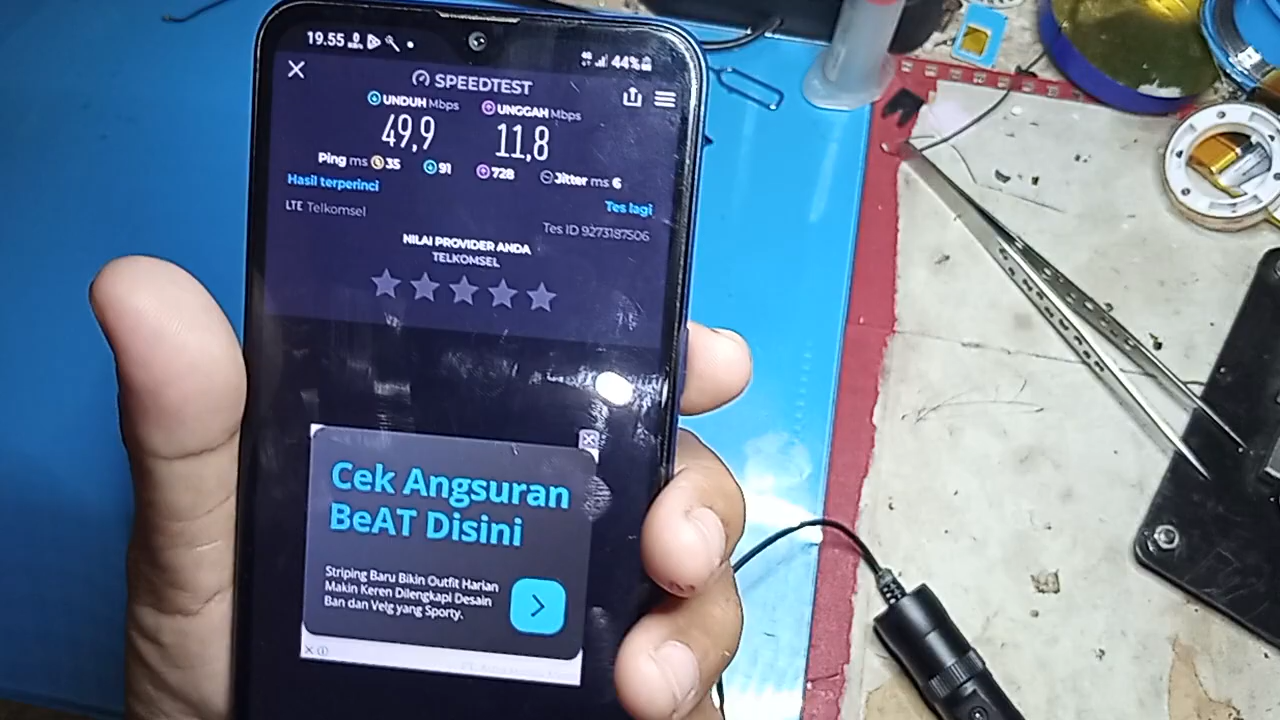 19.55
44%
SPEEDTEST
UNDUH Mbps
UNGGAH Mbps
49,9
11,8
Ping ms 35
91
728
Jitter ms 6
Hasil terperinci
Tes lagi
LTE Telkomsel
Tes ID 9273187506
NILAI PROVIDER ANDA
TELKOMSEL
Cek Angsuran
BeAT Disini
Striping Baru Bikin Outfit Harian
Makin Keren Dilengkapi Desain
Ban dan Velg yang Sporty.